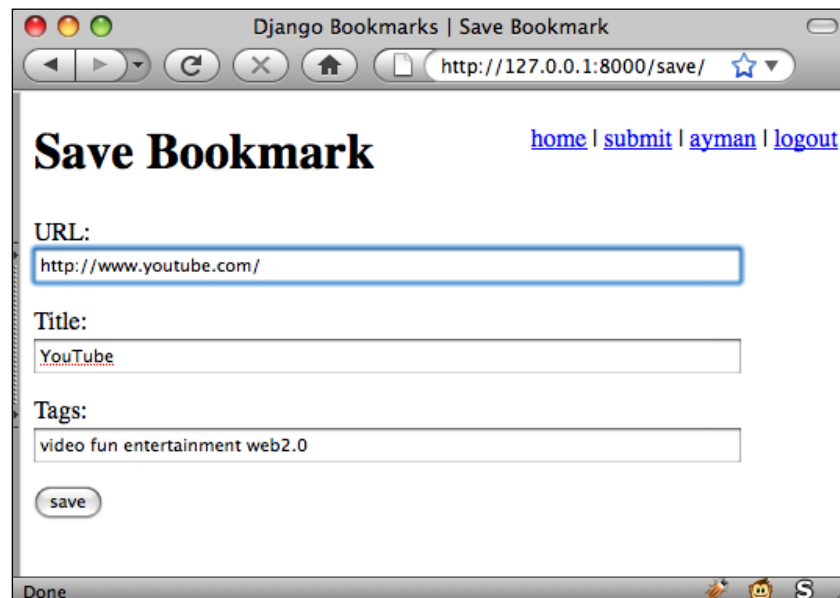 Django Bookmarks | Save Bookmark
http://127.0.0.1:8000/save/
Save Bookmark
home | submit | ayman | logout
URL:
http://www.youtube.com/
Title:
YouTube
Tags:
video fun entertainment web2.0
save
Done
S